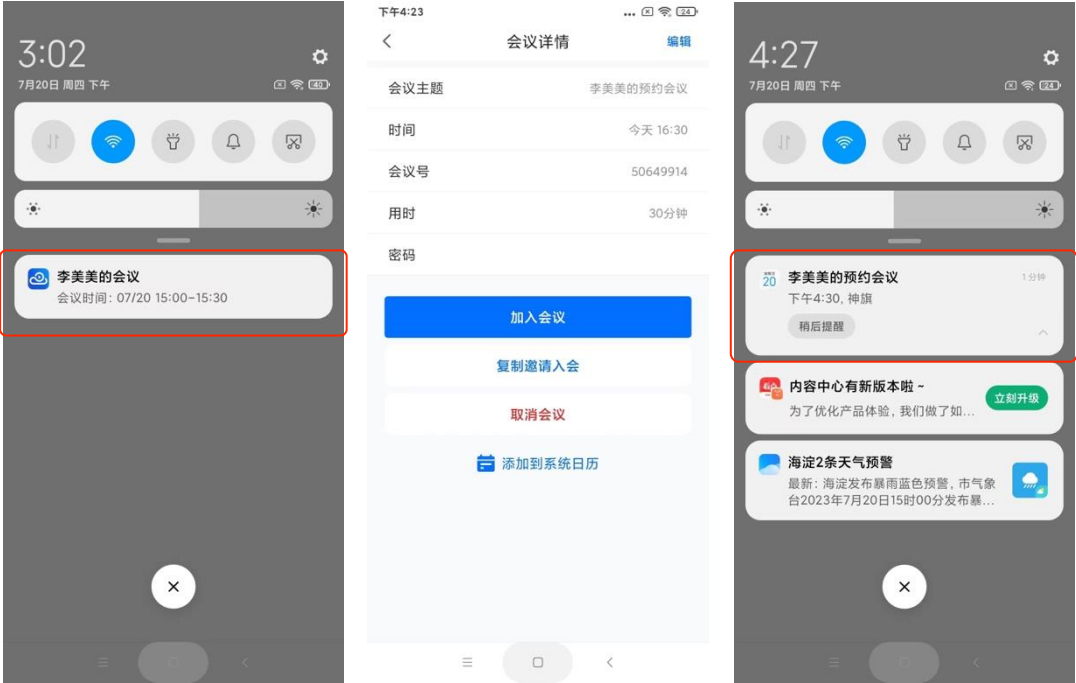 3:02
7月20日 周四 下午
40
李美美的会议
会议时间: 07/20 15:00-15:30
下午4:23
24
会议详情
编辑
会议主题
李美美的预约会议
时间
今天 16:30
会议号
50649914
用时
30分钟
密码
加入会议
复制邀请入会
取消会议
添加到系统日历
4:27
7月20日 周四 下午
24
20
李美美的预约会议
1分钟
下午4:30, 神旗
稍后提醒
内容中心有新版本啦 ~
为了优化产品体验, 我们做了如...
立刻升级
海淀2条天气预警
最新: 海淀发布暴雨蓝色预警, 市气象
台2023年7月20日15时00分发布暴...